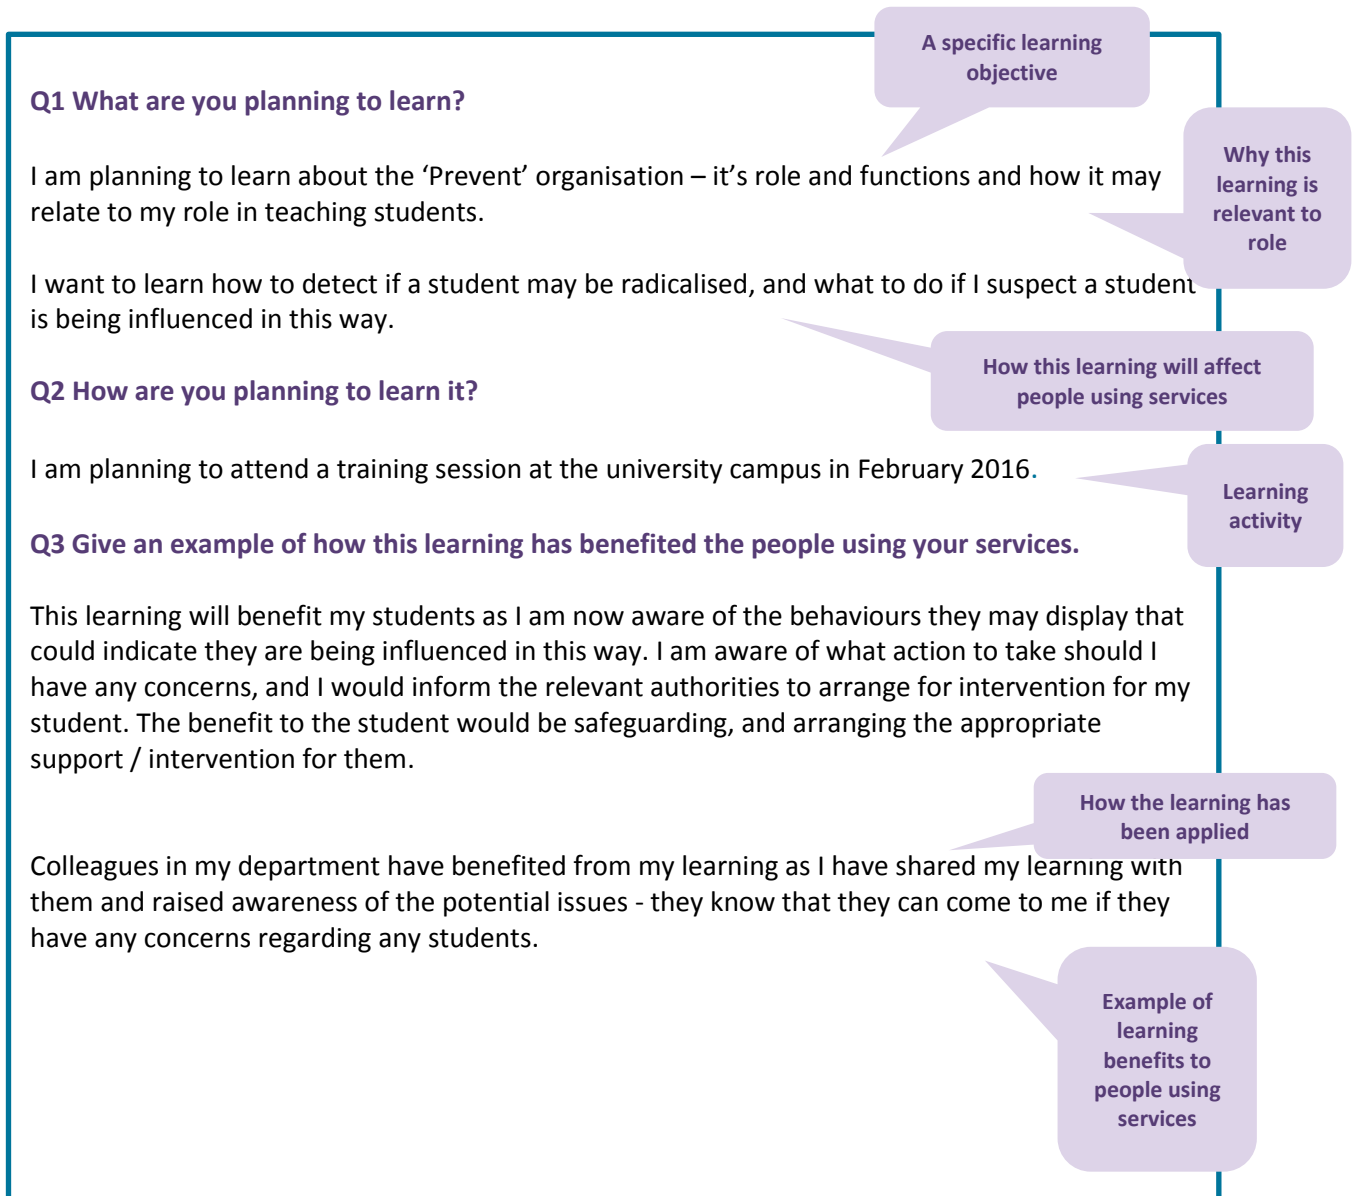 A specific learning
objective
Q1 What are you planning to learn?
Why this
learning is
relevant to
role
I am planning to learn about the ‘Prevent’ organisation – it’s role and functions and how it may
relate to my role in teaching students.
I want to learn how to detect if a student may be radicalised, and what to do if I suspect a student
is being influenced in this way.
How this learning will affect
people using services
Q2 How are you planning to learn it?
I am planning to attend a training session at the university campus in February 2016.
Learning
activity
Q3 Give an example of how this learning has benefited the people using your services.
This learning will benefit my students as I am now aware of the behaviours they may display that
could indicate they are being influenced in this way. I am aware of what action to take should I
have any concerns, and I would inform the relevant authorities to arrange for intervention for my
student. The benefit to the student would be safeguarding, and arranging the appropriate
support / intervention for them.
How the learning has
been applied
Colleagues in my department have benefited from my learning as I have shared my learning with
them and raised awareness of the potential issues - they know that they can come to me if they
have any concerns regarding any students.
Example of
learning
benefits to
people using
services